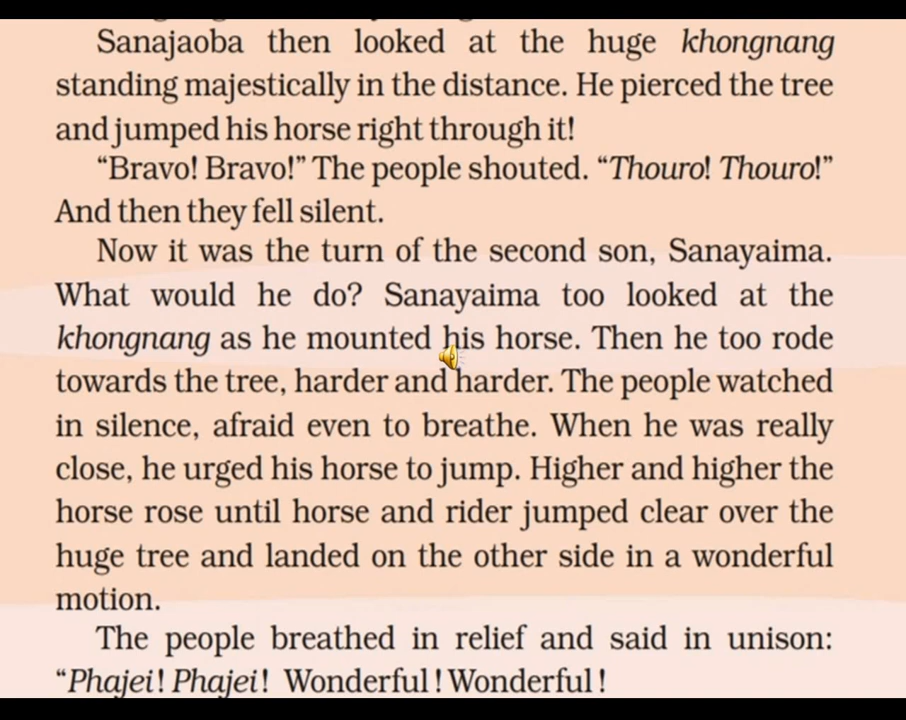 Sanajaoba then looked at the huge khongnang
standing majestically in the distance. He pierced the tree
and jumped his horse right through it!
“Bravo! Bravo!” The people shouted. “Thouro! Thouro!”
And then they fell silent.
Now it was the turn of the second son, Sanayaima.
What would he do? Sanayaima too looked at the
khongnang as he mounted his horse. Then he too rode
towards the tree, harder and harder. The people watched
in silence, afraid even to breathe. When he was really
close, he urged his horse to jump. Higher and higher the
horse rose until horse and rider jumped clear over the
huge tree and landed on the other side in a wonderful
motion.
The people breathed in relief and said in unison:
“Phajei! Phajei! Wonderful! Wonderful!